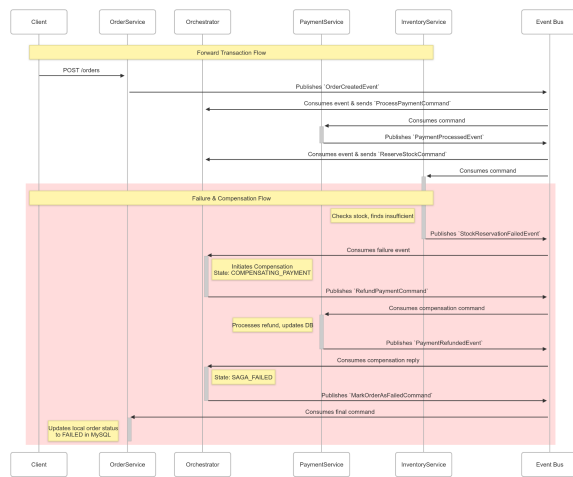 Client
OrderService
Orchestrator
PaymentService
InventoryService
Event Bus
Forward Transaction Flow
POST /orders
Publishes `OrderCreatedEvent`
Consumes event & sends `ProcessPaymentCommand`
Consumes command
Publishes `PaymentProcessedEvent`
Consumes event & sends `ReserveStockCommand`
Consumes command
Failure & Compensation Flow
Checks stock, finds insufficient
Publishes `StockReservationFailedEvent`
Consumes failure event
Initiates Compensation
State: COMPENSATING_PAYMENT
Publishes `RefundPaymentCommand`
Consumes compensation command
Processes refund, updates DB
Publishes `PaymentRefundedEvent`
Consumes compensation reply
State: SAGA_FAILED
Publishes `MarkOrderAsFailedCommand`
Consumes final command
Updates local order status
to FAILED in MySQL
Client
OrderService
Orchestrator
PaymentService
InventoryService
Event Bus